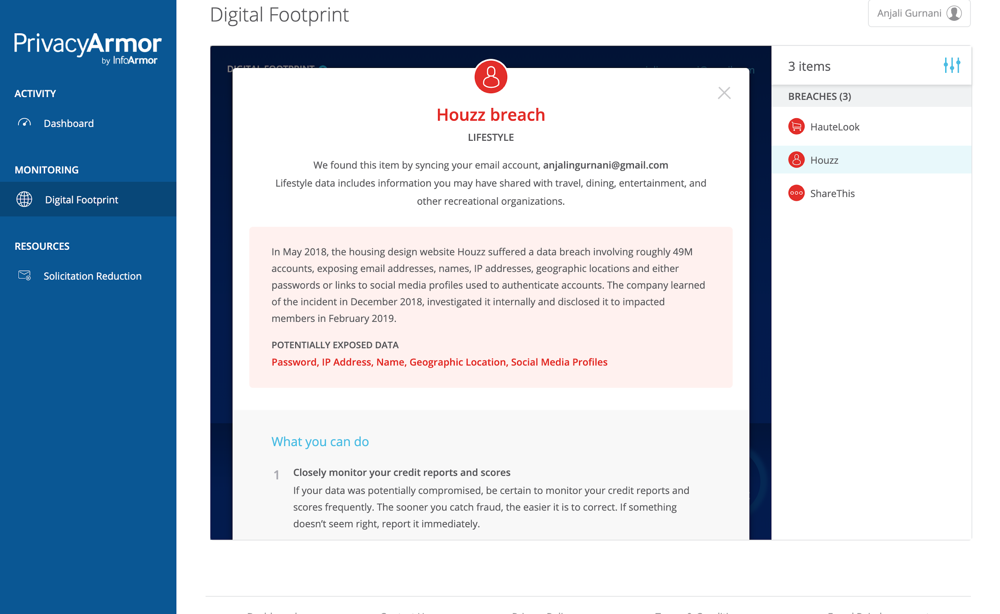 Digital Footprint
Anjali Gurnani
PrivacyArmor
by InfoArmor
ACTIVITY
Dashboard
MONITORING
Digital Footprint
RESOURCES
Solicitation Reduction
DIGITAL FOOTPRINT
Houzz breach
LIFESTYLE
We found this item by syncing your email account, anjalingurnani@gmail.com
Lifestyle data includes information you may have shared with travel, dining, entertainment, and
other recreational organizations.
In May 2018, the housing design website Houzz suffered a data breach involving roughly 49M
accounts, exposing email addresses, names, IP addresses, geographic locations and either
passwords or links to social media profiles used to authenticate accounts. The company learned
of the incident in December 2018, investigated it internally and disclosed it to impacted
members in February 2019.
POTENTIALLY EXPOSED DATA
Password, IP Address, Name, Geographic Location, Social Media Profiles
What you can do
1 Closely monitor your credit reports and scores
If your data was potentially compromised, be certain to monitor your credit reports and
scores frequently. The sooner you catch fraud, the easier it is to correct. If something
doesn't seem right, report it immediately.
3 items
BREACHES (3)
HauteLook
Houzz
ShareThis